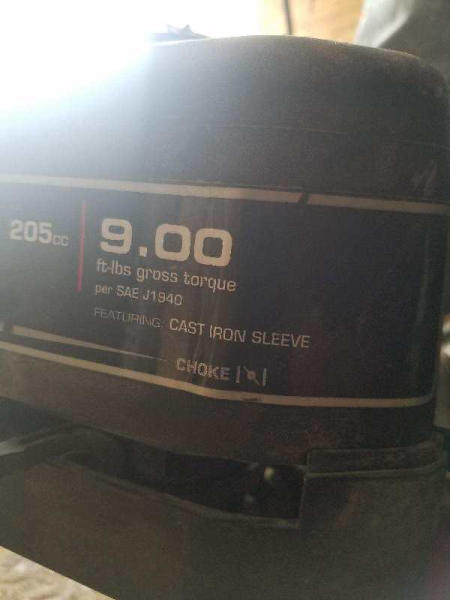 205cc
9.00
ft-lbs gross torque
per SAE J1940
FEATURING: CAST IRON SLEEVE
CHOKE